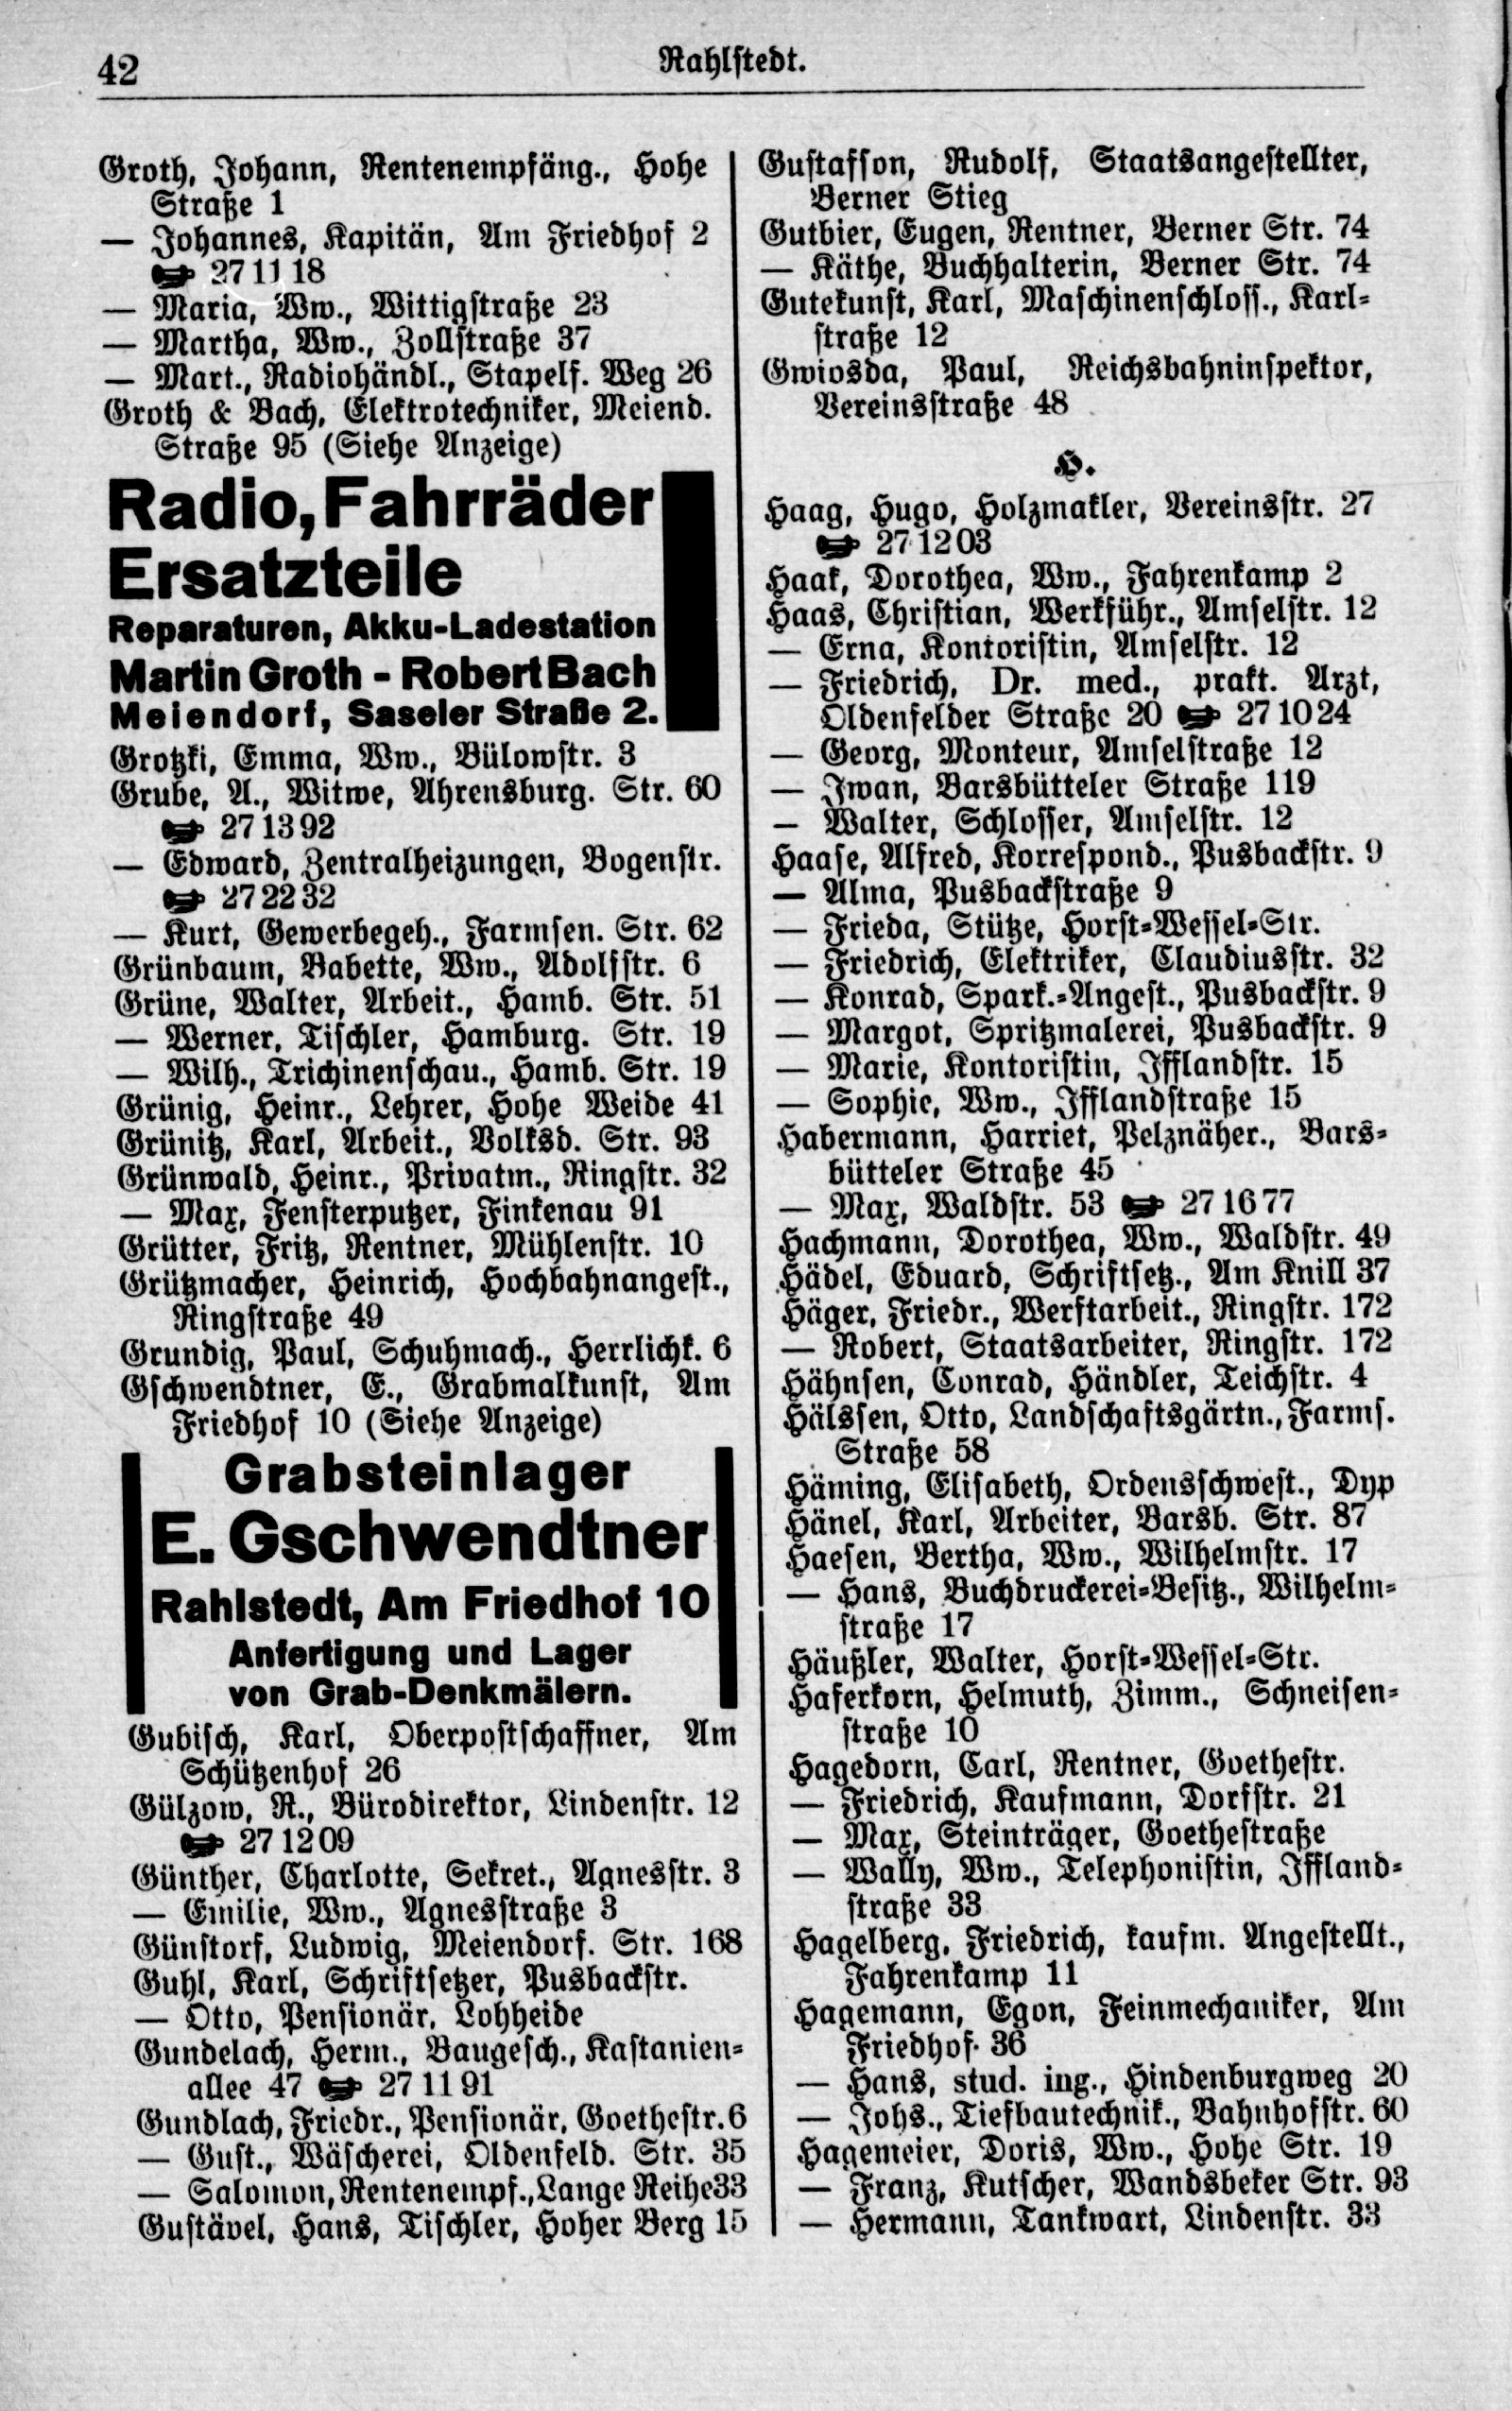 42
Rahlstedt.
Groth, Johann, Rentenempfäng., Hohe
Straße 1
— Johannes, Kapitän, Am Friedhof 2
27 11 18
— Maria, Ww., Wittigstraße 23
— Martha, Ww., Zollstraße 37
— Mart., Radiohändl., Stapelf. Weg 26
Groth & Bach, Elektrotechniker, Meiend.
Straße 95 (Siehe Anzeige)
Radio, Fahrräder
Ersatzteile
Reparaturen, Akku-Ladestation
Martin Groth - Robert Bach
Meiendorf, Saseler Straße 2.
Grotzki, Emma, Ww., Bülowstr. 3
Grube, A., Witwe, Ahrensburg. Str. 60
27 13 92
— Edward, Zentralheizungen, Bogenstr.
27 22 32
— Kurt, Gewerbegeh., Farmsen. Str. 62
Grünbaum, Babette, Ww., Adolfstr. 6
Grüne, Walter, Arbeit., Hamb. Str. 51
— Werner, Tischler, Hamburg. Str. 19
— Wilh., Trichinenschau., Hamb. Str. 19
Grünig, Heinr., Lehrer, Hohe Weide 41
Grünitz, Karl, Arbeit., Volksd. Str. 93
Grünwald, Heinr., Privatm., Ringstr. 32
— Max, Fensterputzer, Finkenau 91
Grütter, Fritz, Rentner, Mühlenstr. 10
Grützmacher, Heinrich, Hochbahnangest.,
Ringstraße 49
Grundig, Paul, Schuhmach., Herrlichk. 6
Gschwendtner, E., Grabmalkunst, Am
Friedhof 10 (Siehe Anzeige)
Grabsteinlager
E. Gschwendtner
Rahlstedt, Am Friedhof 10
Anfertigung und Lager
von Grab-Denkmälern.
Gubisch, Karl, Oberpostschaffner, Am
Schützenhof 26
Gülzow, R., Bürodirektor, Lindenstr. 12
27 12 09
Günther, Charlotte, Sekret., Agnesstr. 3
— Emilie, Ww., Agnesstraße 3
Günstorf, Ludwig, Meiendorf. Str. 168
Guhl, Karl, Schriftsetzer, Pusbackstr.
— Otto, Pensionär, Lohheide
Gundelach, Herm., Baugesch., Kastanien-
allee 47 27 11 91
Gundlach, Friedr., Pensionär, Goethestr. 6
— Gust., Wäscherei, Oldenfeld. Str. 35
— Salomon, Rentenempf., Lange Reihe 33
Gustävel, Hans, Tischler, Hoher Berg 15
Gustafson, Rudolf, Staatsangestellter,
Berner Stieg
Gutbier, Eugen, Rentner, Berner Str. 74
— Käthe, Buchhalterin, Berner Str. 74
Gutekunst, Karl, Maschinenschloss., Karl-
straße 12
Gwiosda, Paul, Reichsbahninspektor,
Vereinsstraße 48
H.
Haag, Hugo, Holzmakler, Vereinsstr. 27
27 12 03
Haak, Dorothea, Ww., Fahrenkamp 2
Haas, Christian, Werkführ., Amselstr. 12
— Erna, Kontoristin, Amselstr. 12
— Friedrich, Dr. med., prakt. Arzt,
Oldenfelder Straße 20 27 10 24
— Georg, Monteur, Amselstraße 12
— Iwan, Barsbütteler Straße 119
— Walter, Schlosser, Amselstr. 12
Haase, Alfred, Korrespond., Pusbackstr. 9
— Alma, Pusbackstraße 9
— Frieda, Stütze, Horst-Wessel-Str.
— Friedrich, Elektriker, Claudiusstr. 32
— Konrad, Spark.-Angest., Pusbackstr. 9
— Margot, Spritzmalerei, Pusbackstr. 9
— Marie, Kontoristin, Ifflandstr. 15
— Sophie, Ww., Ifflandstraße 15
Habermann, Harriet, Pelznäher., Bars-
bütteler Straße 45
— Max, Waldstr. 53 27 16 77
Hachmann, Dorothea, Ww., Waldstr. 49
Hädel, Eduard, Schriftsetz., Am Knill 37
Häger, Friedr., Werftarbeit., Ringstr. 172
— Robert, Staatsarbeiter, Ringstr. 172
Hähnsen, Conrad, Händler, Teichstr. 4
Hälssen, Otto, Landschaftsgärtn., Farms.
Straße 58
Häming, Elisabeth, Ordensschwest., Dyp
Hänel, Karl, Arbeiter, Barsb. Str. 87
Haesen, Bertha, Ww., Wilhelmstr. 17
— Hans, Buchdruckerei-Besitz., Wilhelm-
straße 17
Häußler, Walter, Horst-Wessel-Str.
Haferkorn, Helmuth, Zimm., Schneisen-
straße 10
Hagedorn, Carl, Rentner, Goethestr.
— Friedrich, Kaufmann, Dorfstr. 21
— Max, Steinträger, Goethestraße
— Wally, Ww., Telephonistin, Iffland-
straße 33
Hagelberg, Friedrich, kaufm. Angestellt.,
Fahrenkamp 11
Hagemann, Egon, Feinmechaniker, Am
Friedhof 36
— Hans, stud. ing., Hindenburgweg 20
— Johs., Tiefbautechnik., Bahnhofstr. 60
Hagemeier, Doris, Ww., Hohe Str. 19
— Franz, Kutscher, Wandsbeker Str. 93
— Hermann, Tankwart, Lindenstr. 33